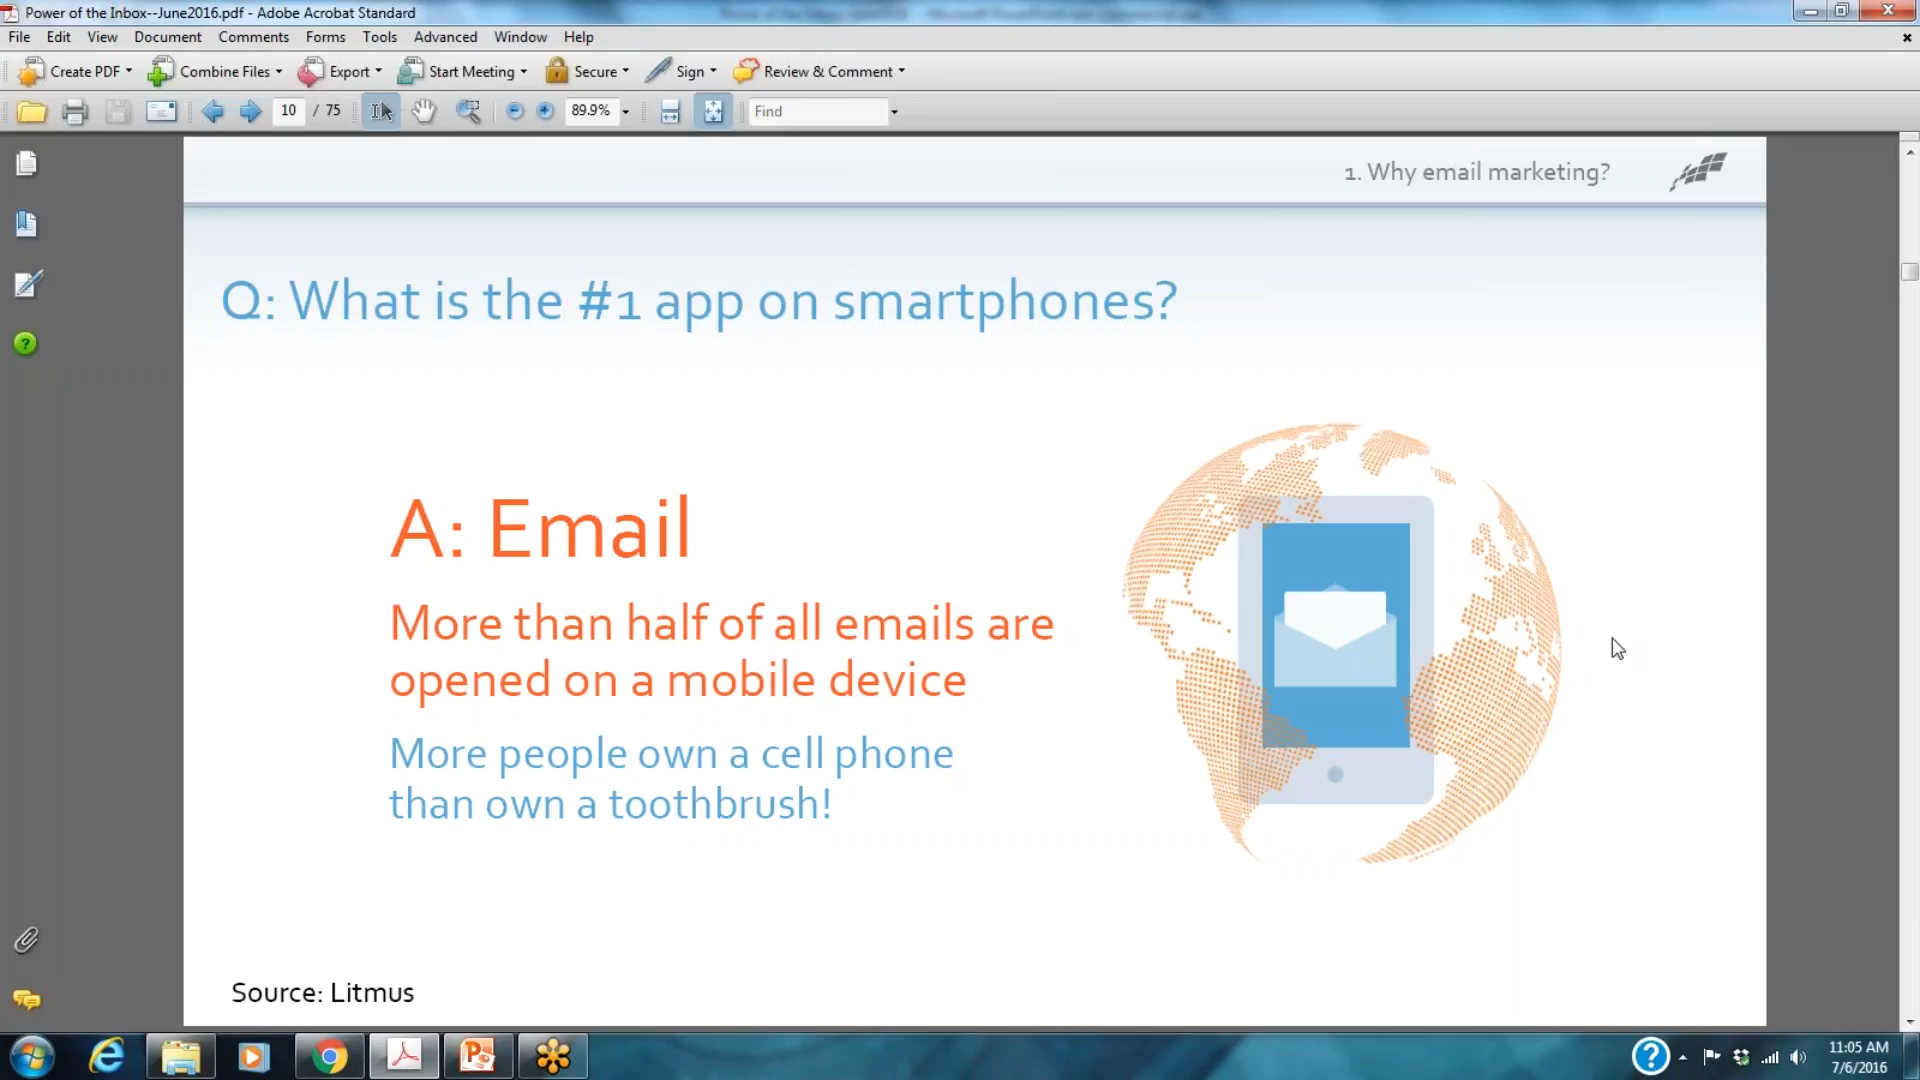 Power of the Inbox--June2016.pdf - Adobe Acrobat Standard
File Edit View Document Comments Forms Tools Advanced Window Help
Create PDF Combine Files Export Start Meeting Secure Sign Review & Comment
10 / 75 89.9% Find
1. Why email marketing?
Q: What is the #1 app on smartphones?
A: Email
More than half of all emails are
opened on a mobile device
More people own a cell phone
than own a toothbrush!
Source: Litmus
11:05 AM
7/6/2016